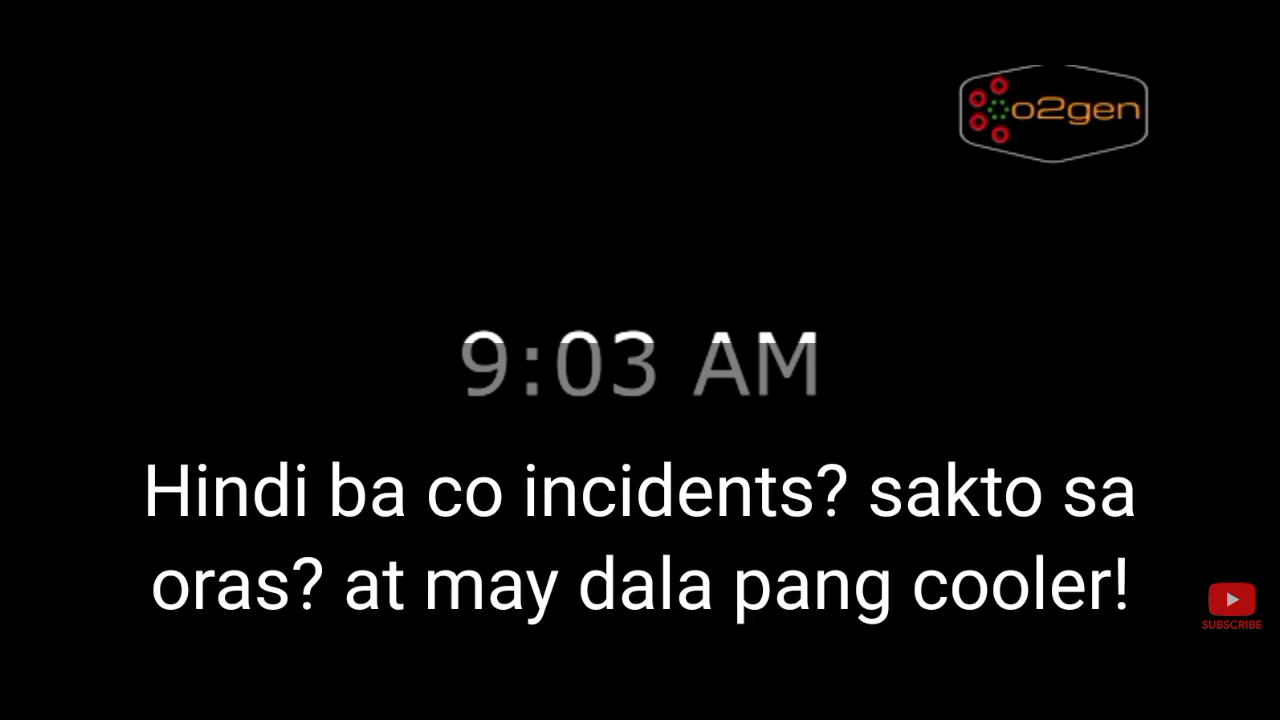 o2gen
9:03 AM
Hindi ba co incidents? sakto sa
oras? at may dala pang cooler!
SUBSCRIBE